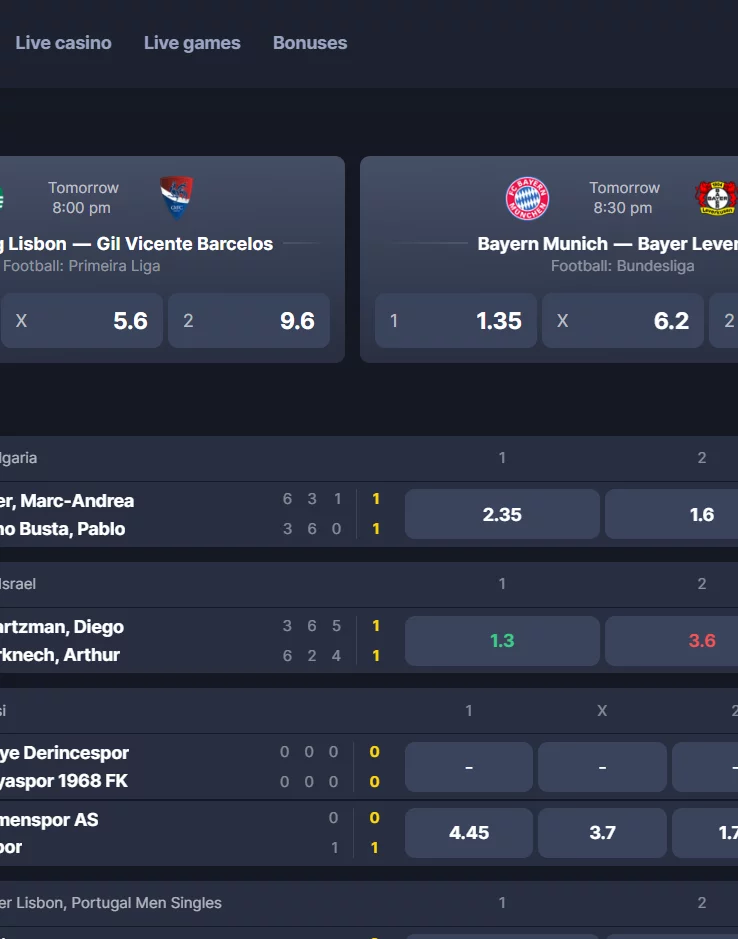 Live casino Live games Bonuses
Tomorrow
8:00 pm
Lisbon — Gil Vicente Barcelos
Football: Primeira Liga
X 5.6 2 9.6
FC BAYERN MÜNCHEN
Tomorrow
8:30 pm
BAYER
Bayern Munich — Bayer Lever
Football: Bundesliga
1 1.35 X 6.2 2
lgaria 1 2
er, Marc-Andrea 6 3 1 1
no Busta, Pablo 3 6 0 1
2.35 1.6
Israel 1 2
artzman, Diego 3 6 5 1
rknech, Arthur 6 2 4 1
1.3 3.6
si 1 X 2
ye Derincespor 0 0 0 0
yaspor 1968 FK 0 0 0 0
- - -
menspor AS 0 0
por 1 1
4.45 3.7 1.7
er Lisbon, Portugal Men Singles 1 2